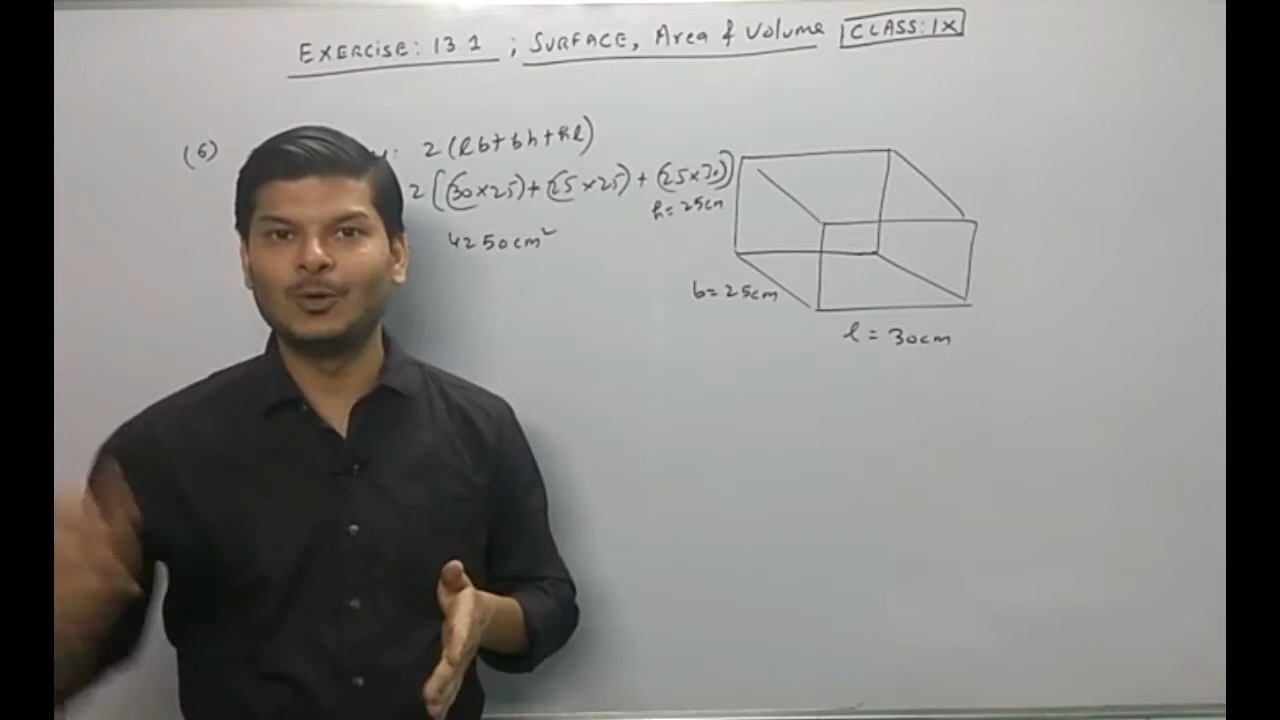 EXERCISE: 13.1 ; SURFACE, Area & Volume CLASS: IX
(6) : 2(lb+bh+hl)
2((30×25)+(25×25)+(25×30))
h=25cm
4250cm²
b=25cm
l=30cm